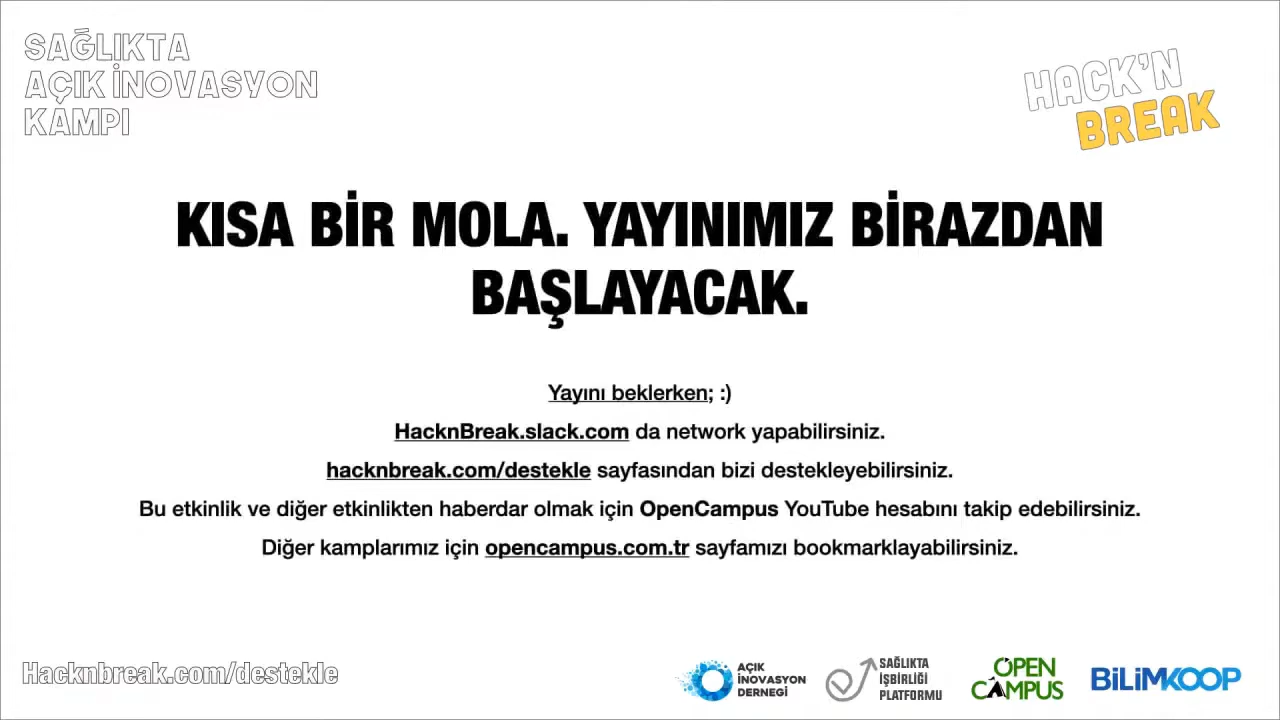 SAĞLIKTA
AÇIK İNOVASYON
KAMPI
HACK'N
BREAK
KISA BİR MOLA. YAYINIMIZ BİRAZDAN
BAŞLAYACAK.
Yayını beklerken; :)
HacknBreak.slack.com da network yapabilirsiniz.
hacknbreak.com/destekle sayfasından bizi destekleyebilirsiniz.
Bu etkinlik ve diğer etkinlikten haberdar olmak için OpenCampus YouTube hesabını takip edebilirsiniz.
Diğer kamplarımız için opencampus.com.tr sayfamızı bookmarklayabilirsiniz.
Hacknbreak.com/destekle
AÇIK
İNOVASYON
DERNEGİ
SAĞLIKTA
İŞBİRLİĞİ
PLATFORMU
OPEN
CAMPUS
BİLİMKOOP